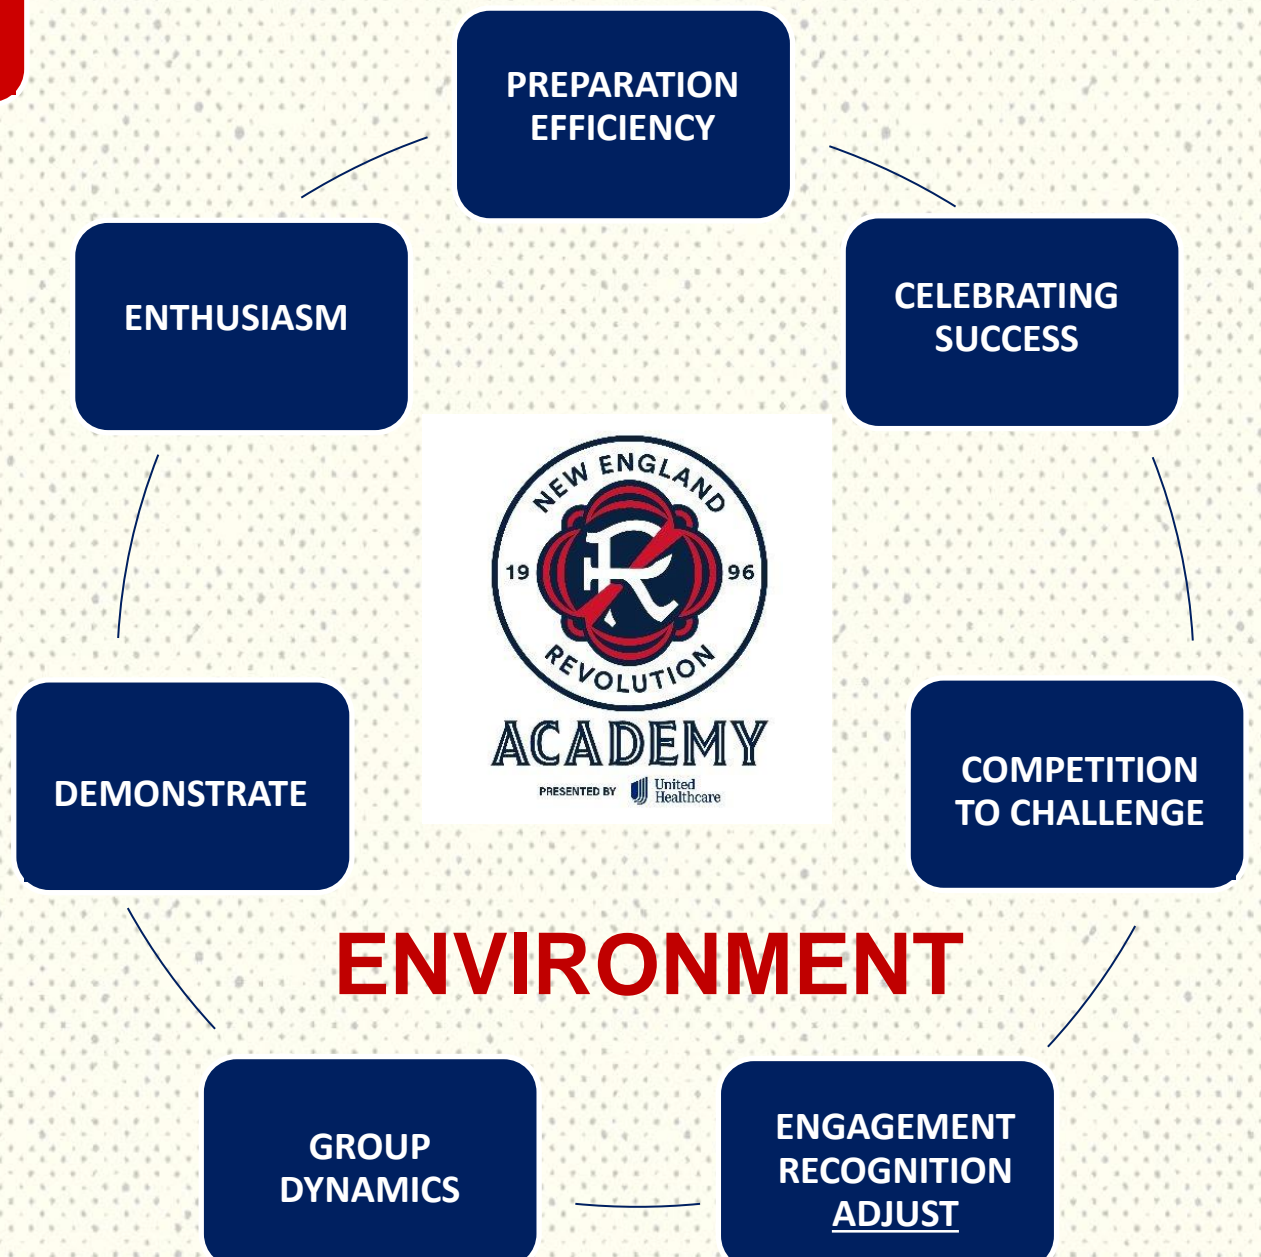 PREPARATION
EFFICIENCY
ENTHUSIASM
CELEBRATING
SUCCESS
NEW ENGLAND
19 96
REVOLUTION
ACADEMY
PRESENTED BY United
Healthcare
DEMONSTRATE
COMPETITION
TO CHALLENGE
ENVIRONMENT
GROUP
DYNAMICS
ENGAGEMENT
RECOGNITION
ADJUST